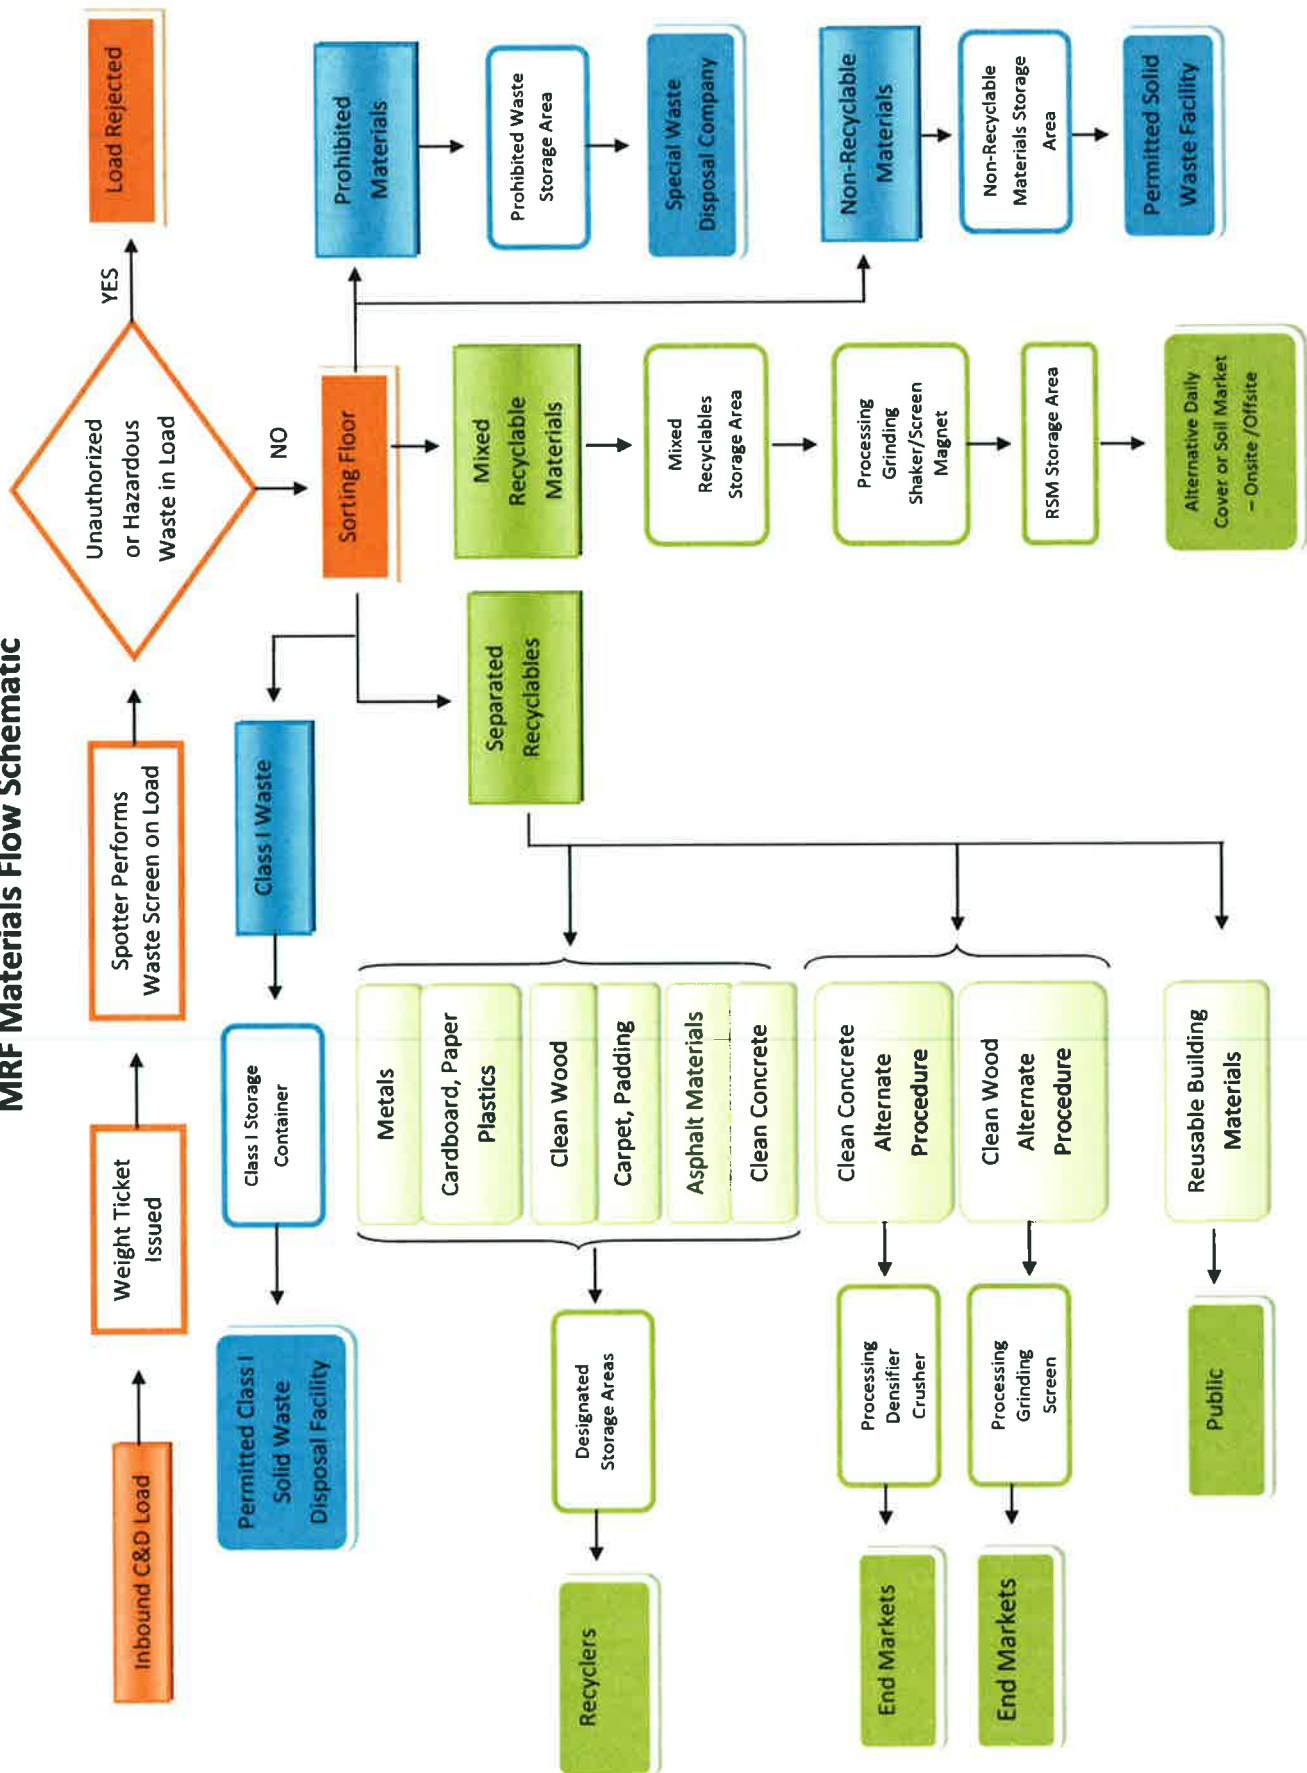 MRF Materials Flow Schematic
Inbound C&D Load
Weight Ticket
Issued
Spotter Performs
Waste Screen on Load
Unauthorized
or Hazardous
Waste in Load
YES
Load Rejected
NO
Sorting Floor
Class I Waste
Class I Storage
Container
Permitted Class I
Solid Waste
Disposal Facility
Prohibited
Materials
Prohibited Waste
Storage Area
Special Waste
Disposal Company
Non-Recyclable
Materials
Non-Recyclable
Materials Storage
Area
Permitted Solid
Waste Facility
Mixed
Recyclable
Materials
Mixed
Recyclables
Storage Area
Processing
Grinding
Shaker/Screen
Magnet
RSM Storage Area
Alternative Daily
Cover or Soil Market
– Onsite /Offsite
Separated
Recyclables
Metals
Cardboard, Paper
Plastics
Clean Wood
Carpet, Padding
Asphalt Materials
Clean Concrete
Designated
Storage Areas
Recyclers
Clean Concrete
Alternate
Procedure
Processing
Densifier
Crusher
End Markets
Clean Wood
Alternate
Procedure
Processing
Grinding
Screen
End Markets
Reusable Building
Materials
Public